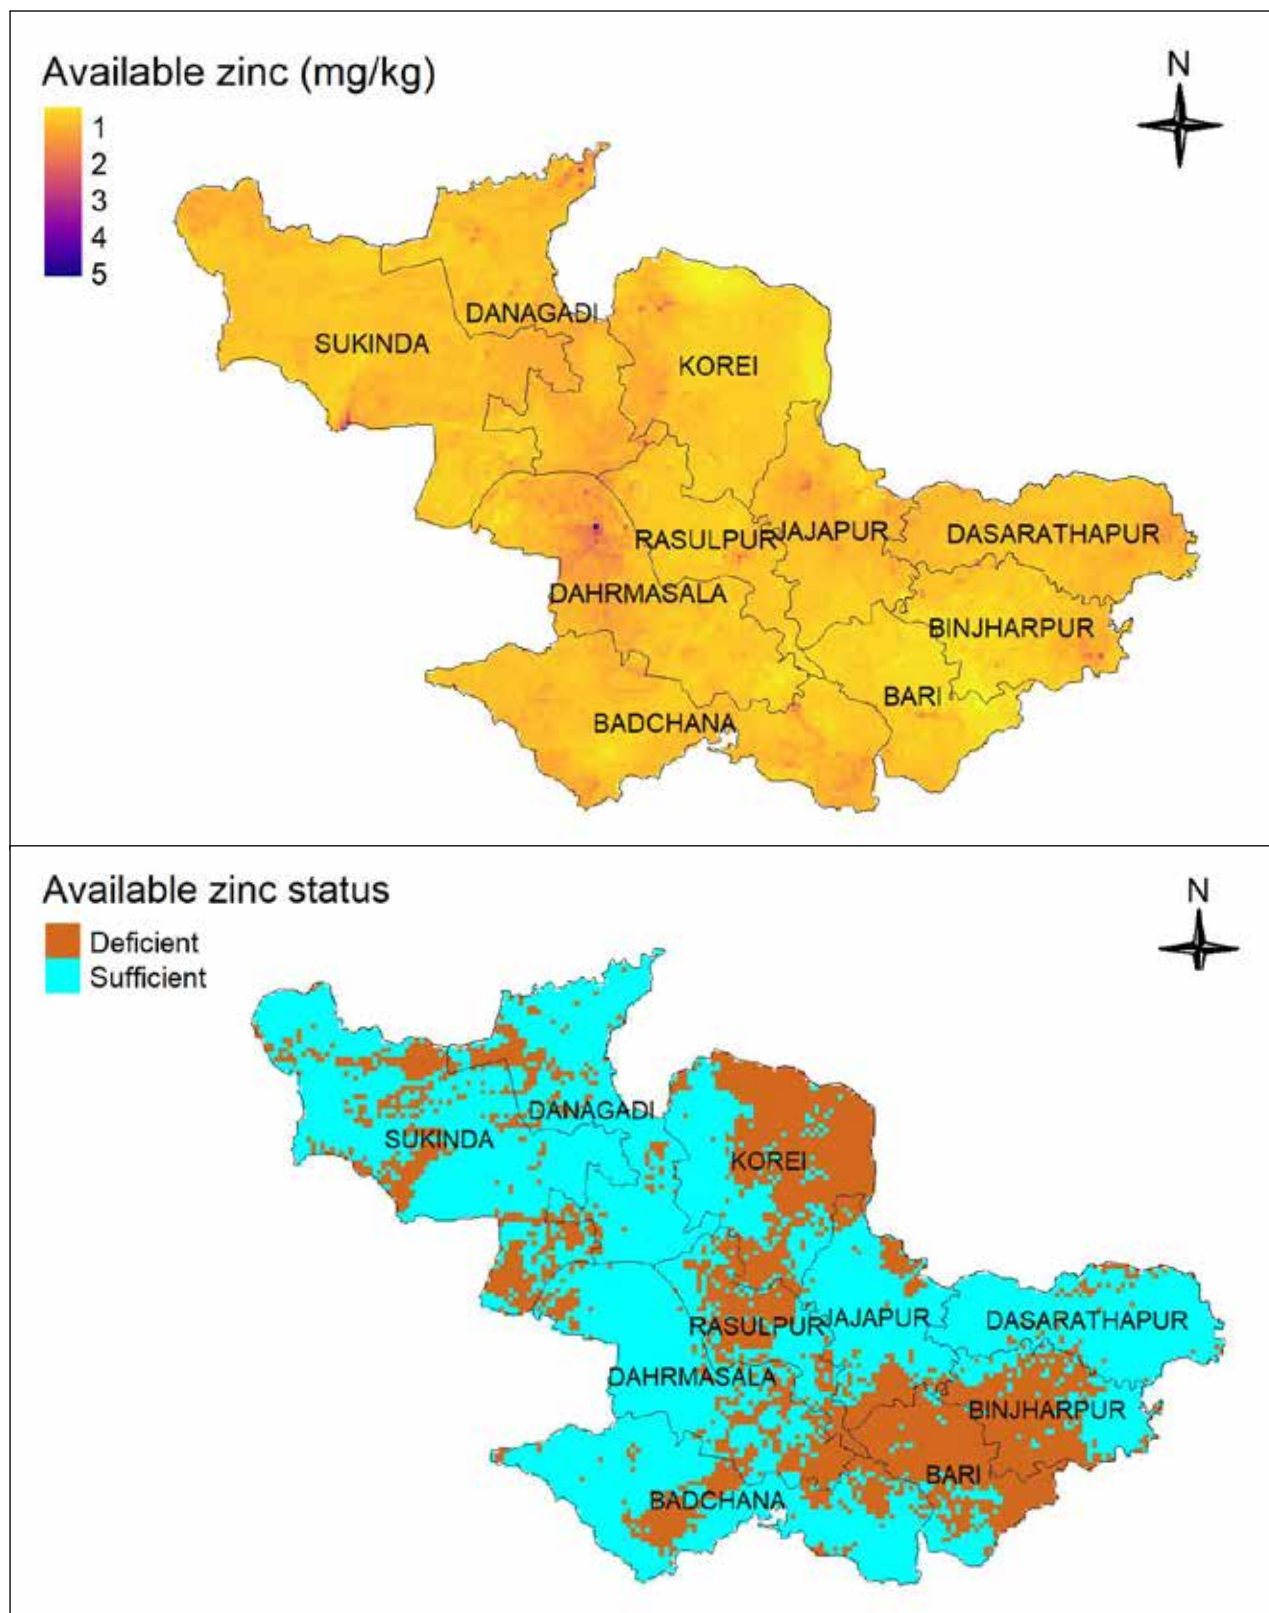 Available zinc (mg/kg)
N
1
2
3
4
5
DANAGADI
SUKINDA
KOREI
RASULPUR
JAJAPUR
DASARATHAPUR
DAHRMASALA
BINJHARPUR
BARI
BADCHANA
Available zinc status
N
Deficient
Sufficient
DANAGADI
SUKINDA
KOREI
RASULPUR
JAJAPUR
DASARATHAPUR
DAHRMASALA
BINJHARPUR
BARI
BADCHANA